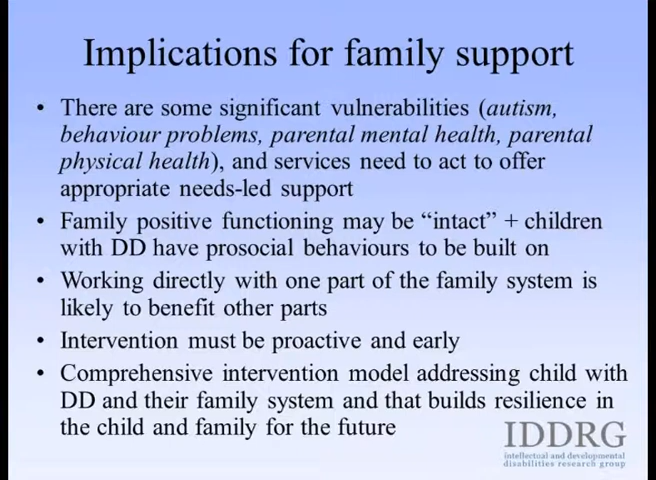 Implications for family support
• There are some significant vulnerabilities (autism,
behaviour problems, parental mental health, parental
physical health), and services need to act to offer
appropriate needs-led support
• Family positive functioning may be “intact” + children
with DD have prosocial behaviours to be built on
• Working directly with one part of the family system is
likely to benefit other parts
• Intervention must be proactive and early
• Comprehensive intervention model addressing child with
DD and their family system and that builds resilience in
the child and family for the future
IDDRG
intellectual and developmental
disabilities research group